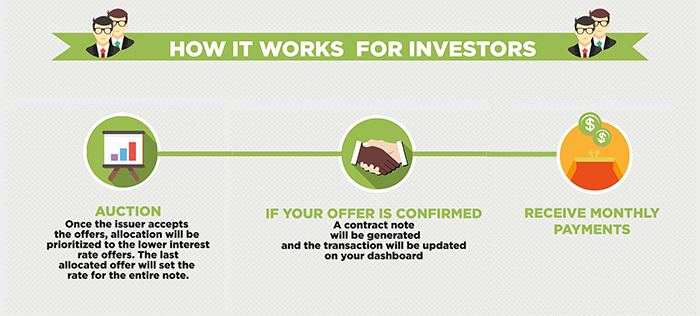 HOW IT WORKS FOR INVESTORS
AUCTION
Once the issuer accepts
the offers, allocation will be
prioritized to the lower interest
rate offers. The last
allocated offer will set the
rate for the entire note.
IF YOUR OFFER IS CONFIRMED
A contract note
will be generated
and the transaction will be updated
on your dashboard
$
$
RECEIVE MONTHLY
PAYMENTS